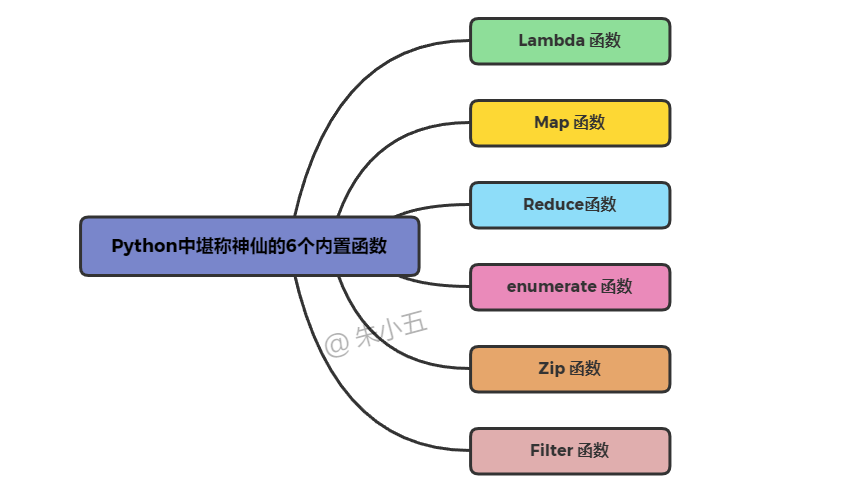 Lambda 函数
Map 函数
Reduce函数
Python中堪称神仙的6个内置函数
enumerate 函数
@ 朱小五
Zip 函数
Filter 函数